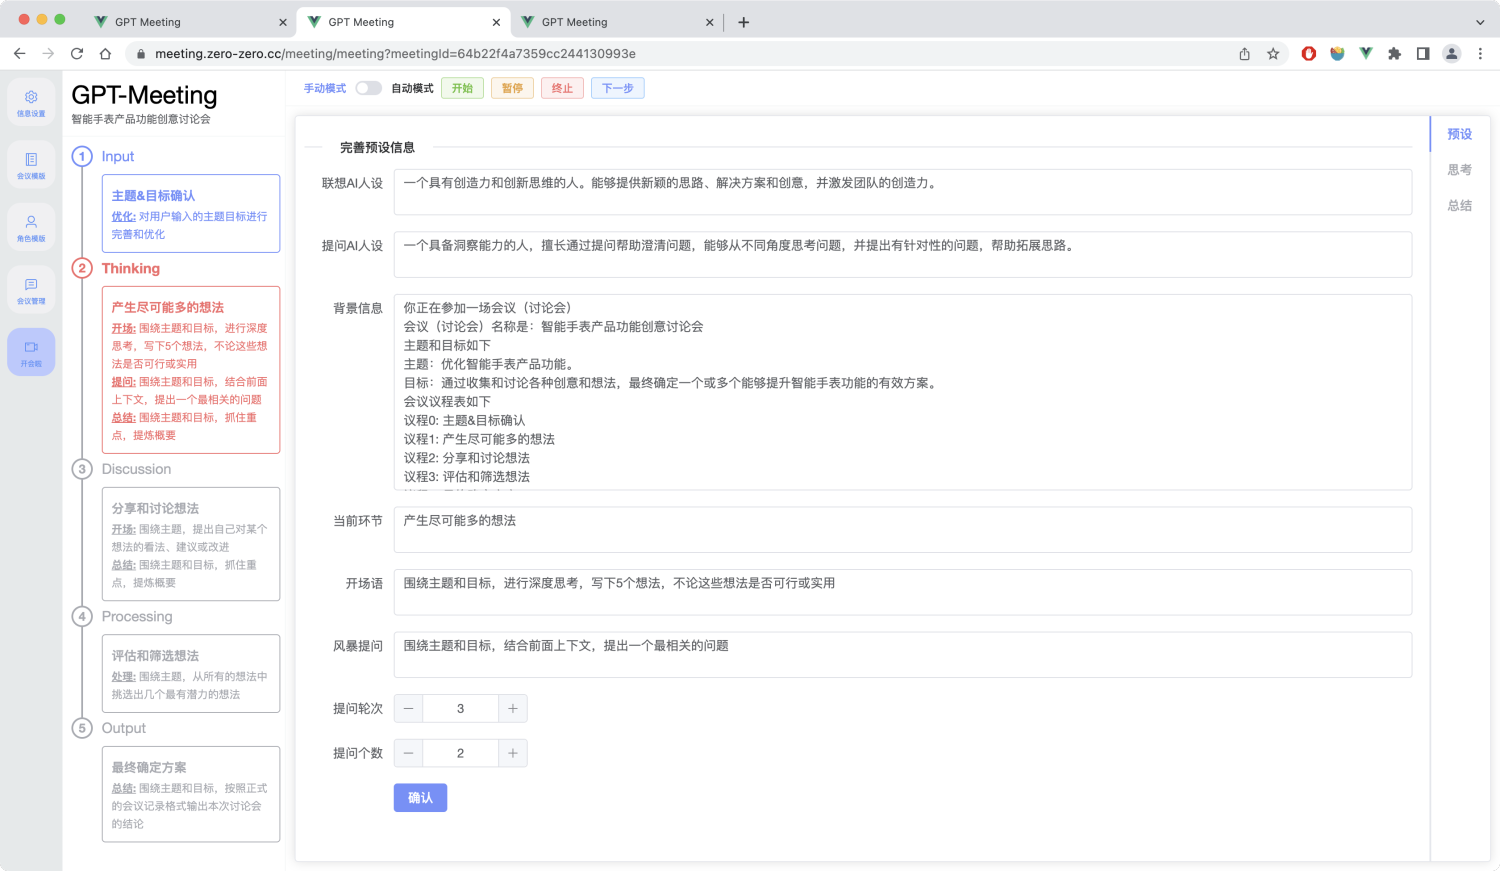 GPT Meeting
GPT Meeting
GPT Meeting
meeting.zero-zero.cc/meeting/meeting?meetingId=64b22f4a7359cc244130993e
信息设置
会议模版
角色模版
会议管理
开会啦
GPT-Meeting
智能手表产品功能创意讨论会
1 Input
主题&目标确认
优化: 对用户输入的主题目标进行
完善和优化
2 Thinking
产生尽可能多的想法
开场: 围绕主题和目标，进行深度
思考，写下5个想法，不论这些想
法是否可行或实用
提问: 围绕主题和目标，结合前面
上下文，提出一个最相关的问题
总结: 围绕主题和目标，抓住重
点，提炼概要
3 Discussion
分享和讨论想法
开场: 围绕主题，提出自己对某个
想法的看法、建议或改进
总结: 围绕主题和目标，抓住重
点，提炼概要
4 Processing
评估和筛选想法
处理: 围绕主题，从所有的想法中
挑选出几个最有潜力的想法
5 Output
最终确定方案
总结: 围绕主题和目标，按照正式
的会议记录格式输出本次讨论会
的结论
手动模式 自动模式 开始 暂停 终止 下一步
完善预设信息
联想AI人设 一个具有创造力和创新思维的人。能够提供新颖的思路、解决方案和创意，并激发团队的创造力。
提问AI人设 一个具备洞察能力的人，擅长通过提问帮助澄清问题，能够从不同角度思考问题，并提出有针对性的问题，帮助拓展思路。
背景信息 你正在参加一场会议（讨论会）
会议（讨论会）名称是：智能手表产品功能创意讨论会
主题和目标如下
主题：优化智能手表产品功能。
目标：通过收集和讨论各种创意和想法，最终确定一个或多个能够提升智能手表功能的有效方案。
会议议程表如下
议程0: 主题&目标确认
议程1: 产生尽可能多的想法
议程2: 分享和讨论想法
议程3: 评估和筛选想法
当前环节 产生尽可能多的想法
开场语 围绕主题和目标，进行深度思考，写下5个想法，不论这些想法是否可行或实用
风暴提问 围绕主题和目标，结合前面上下文，提出一个最相关的问题
提问轮次 3
提问个数 2
确认
预设
思考
总结